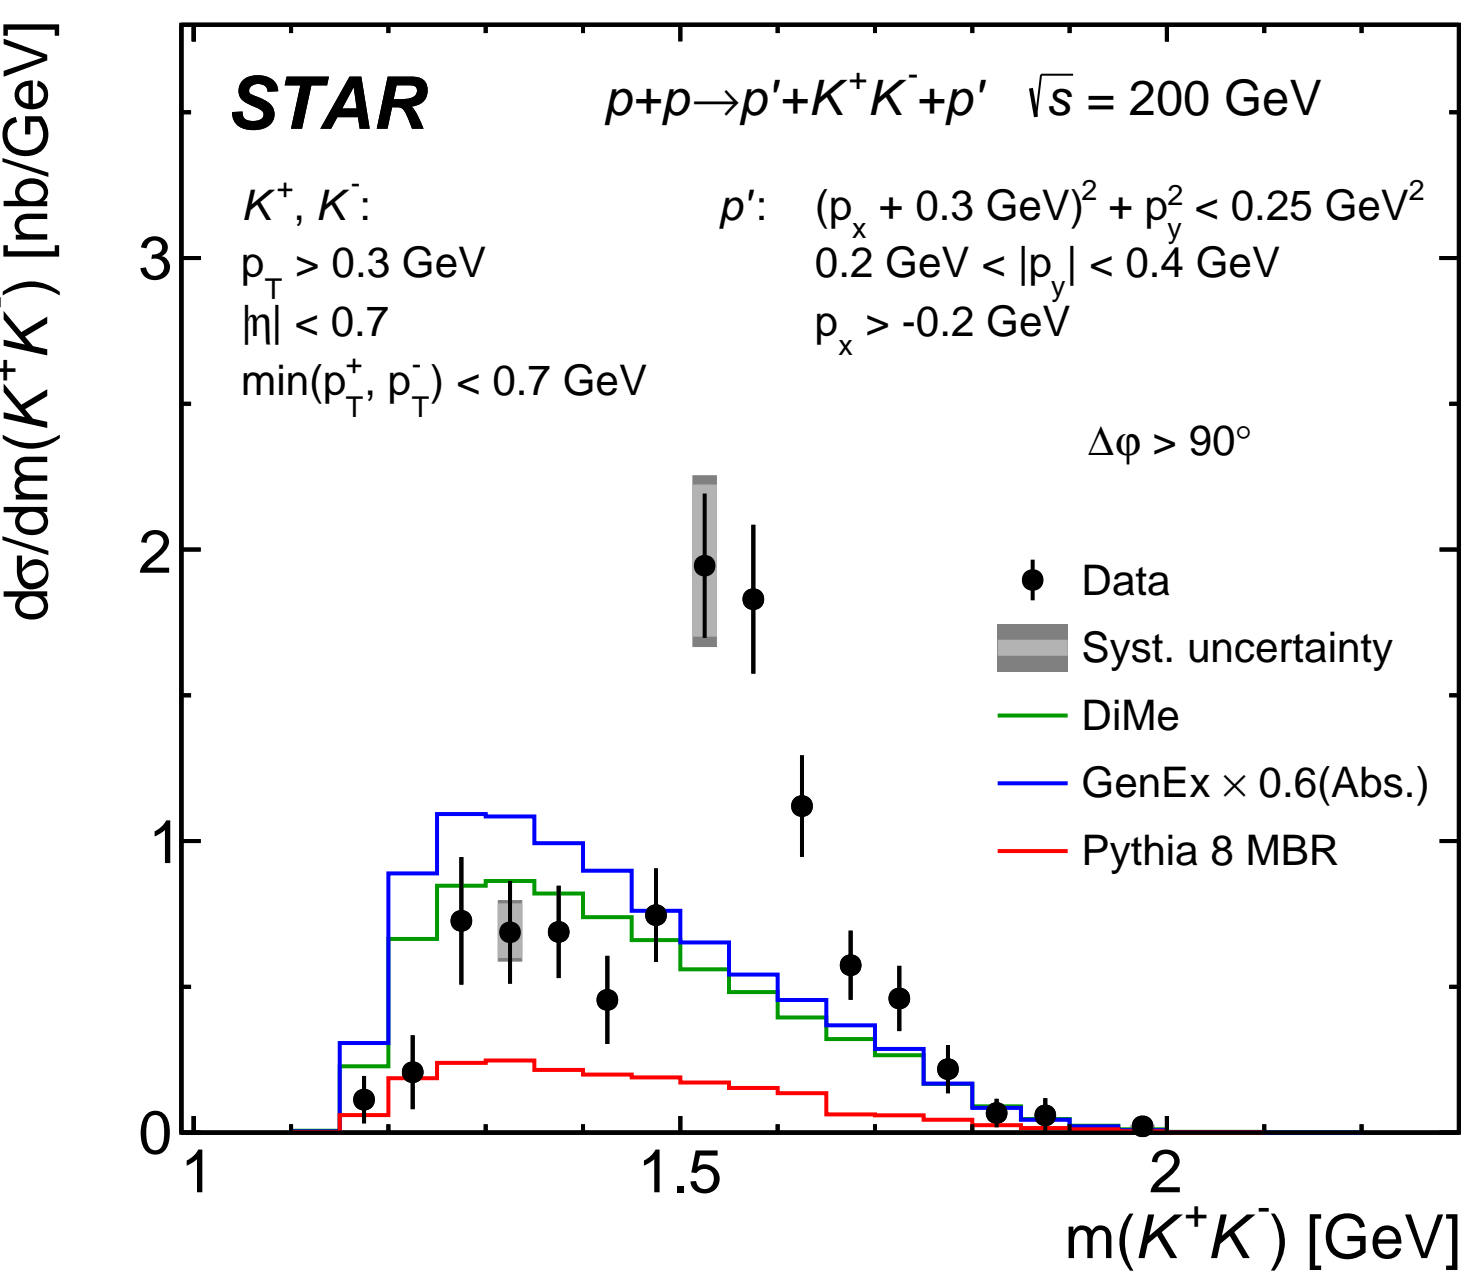 STAR
p+p→p′+K⁺K⁻+p′ √s = 200 GeV
K⁺, K⁻:
p_T > 0.3 GeV
|η| < 0.7
min(p_T⁺, p_T⁻) < 0.7 GeV
p′: (p_x + 0.3 GeV)² + p_y² < 0.25 GeV²
0.2 GeV < |p_y| < 0.4 GeV
p_x > -0.2 GeV
Δφ > 90°
Data
Syst. uncertainty
DiMe
GenEx × 0.6(Abs.)
Pythia 8 MBR
dσ/dm(K⁺K⁻) [nb/GeV]
3
2
1
0
1 1.5 2
m(K⁺K⁻) [GeV]